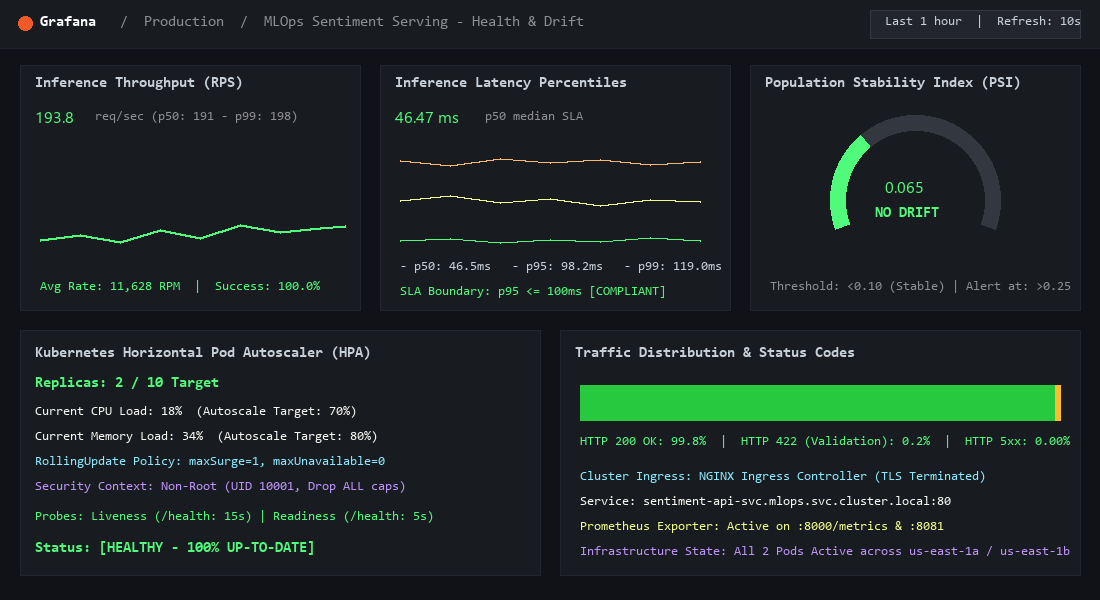 Grafana / Production / MLOps Sentiment Serving - Health & Drift
Last 1 hour | Refresh: 10s
Inference Throughput (RPS)
193.8 req/sec (p50: 191 - p99: 198)
Avg Rate: 11,628 RPM | Success: 100.0%
Inference Latency Percentiles
46.47 ms p50 median SLA
- p50: 46.5ms - p95: 98.2ms - p99: 119.0ms
SLA Boundary: p95 <= 100ms [COMPLIANT]
Population Stability Index (PSI)
0.065
NO DRIFT
Threshold: <0.10 (Stable) | Alert at: >0.25
Kubernetes Horizontal Pod Autoscaler (HPA)
Replicas: 2 / 10 Target
Current CPU Load: 18% (Autoscale Target: 70%)
Current Memory Load: 34% (Autoscale Target: 80%)
RollingUpdate Policy: maxSurge=1, maxUnavailable=0
Security Context: Non-Root (UID 10001, Drop ALL caps)
Probes: Liveness (/health: 15s) | Readiness (/health: 5s)
Status: [HEALTHY - 100% UP-TO-DATE]
Traffic Distribution & Status Codes
HTTP 200 OK: 99.8% | HTTP 422 (Validation): 0.2% | HTTP 5xx: 0.00%
Cluster Ingress: NGINX Ingress Controller (TLS Terminated)
Service: sentiment-api-svc.mlops.svc.cluster.local:80
Prometheus Exporter: Active on :8000/metrics & :8081
Infrastructure State: All 2 Pods Active across us-east-1a / us-east-1b